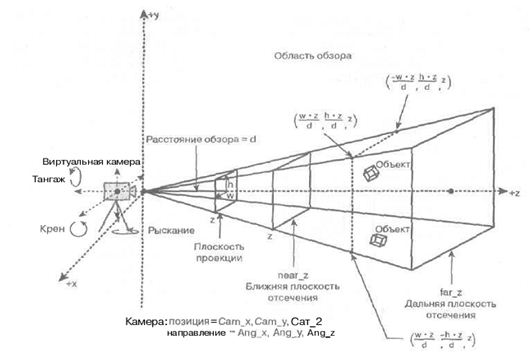 +y
Область обзора
(-w·z/d, h·z/d, z)
(w·z/d, h·z/d, z)
Расстояние обзора = d
Виртуальная камера
Тангаж
Объект
h
w
+z
Крен
Рыскание
z
z
Объект
Плоскость
проекции
near_z
Ближняя плоскость
отсечения
far_z
Дальняя плоскость
отсечения
+x
Камера: позиция = Cam_x, Cam_y, Cam_2
направление ~ Ang_x, Ang_y, Ang_z
(w·z/d, -h·z/d, z)